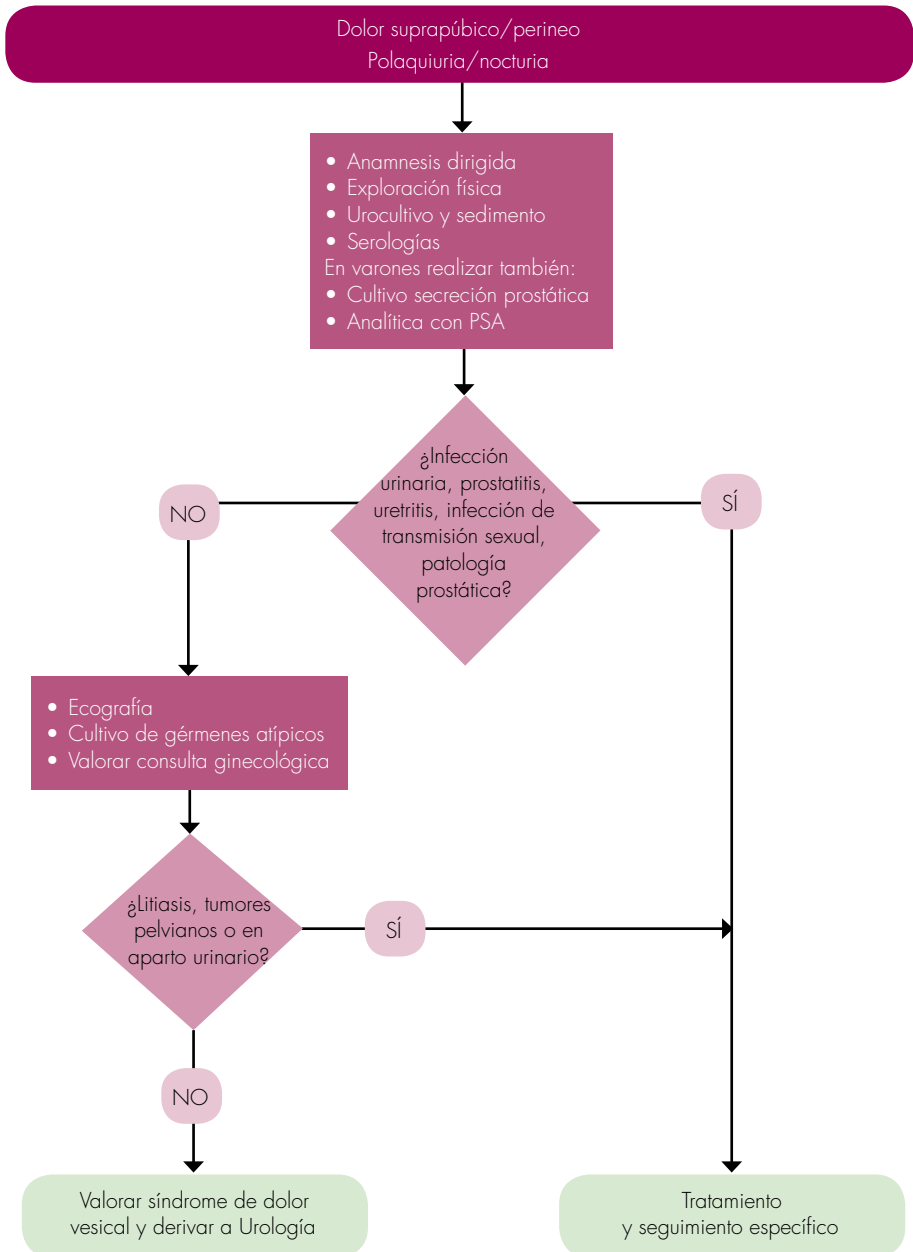 Dolor suprapúbico/perineo
Polaquiuria/nocturia
• Anamnesis dirigida
• Exploración física
• Urocultivo y sedimento
• Serologías
En varones realizar también:
• Cultivo secreción prostática
• Analítica con PSA
¿Infección
urinaria, prostatitis,
uretritis, infección de
transmisión sexual,
patología
prostática?
NO
SÍ
• Ecografía
• Cultivo de gérmenes atípicos
• Valorar consulta ginecológica
¿Litiasis, tumores
pelvianos o en
aparto urinario?
SÍ
NO
Valorar síndrome de dolor
vesical y derivar a Urología
Tratamiento
y seguimiento específico